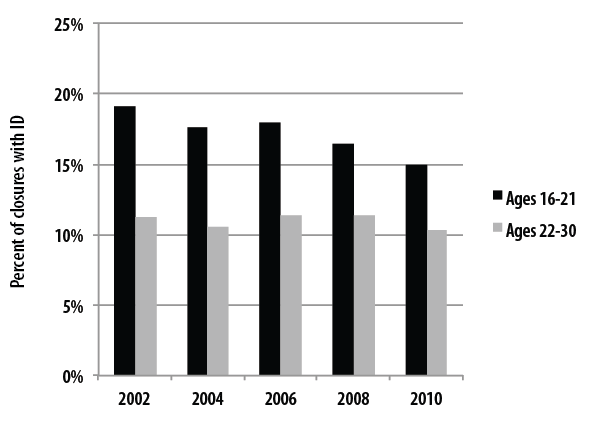 25%
20%
15%
10%
5%
0%
Percent of closures with ID
2002 2004 2006 2008 2010
Ages 16-21
Ages 22-30